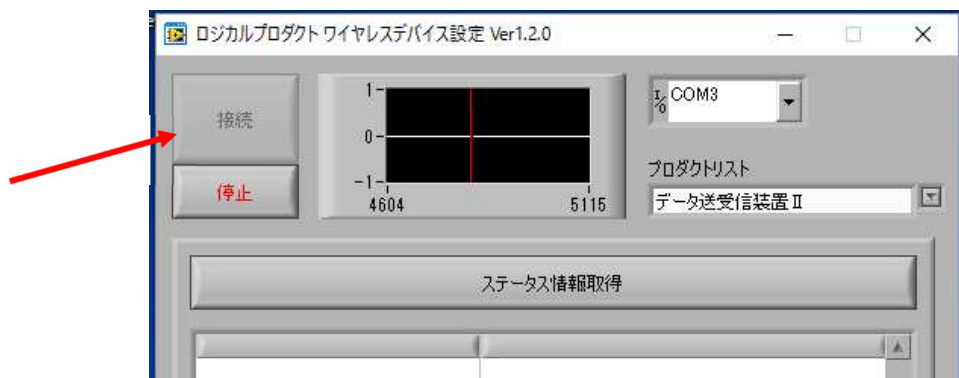 ロジカルプロダクト ワイヤレスデバイス設定 Ver1.2.0
接続
停止
1
0
-1
4604
5115
I/O COM3
プロダクトリスト
データ送受信装置Ⅱ
ステータス情報取得